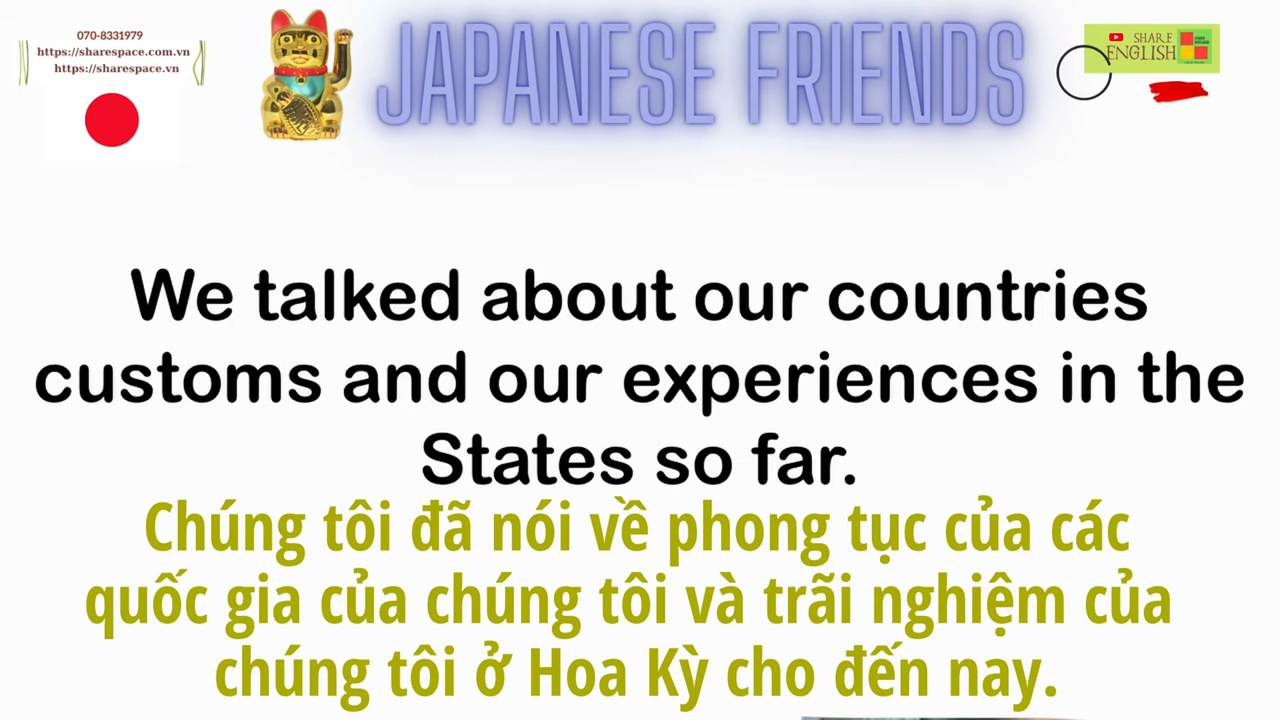 070-8331979
https://sharespace.com.vn
https://sharespace.vn
JAPANESE FRIENDS
SHARE
ENGLISH
We talked about our countries
customs and our experiences in the
States so far.
Chúng tôi đã nói về phong tục của các
quốc gia của chúng tôi và trãi nghiệm của
chúng tôi ở Hoa Kỳ cho đến nay.